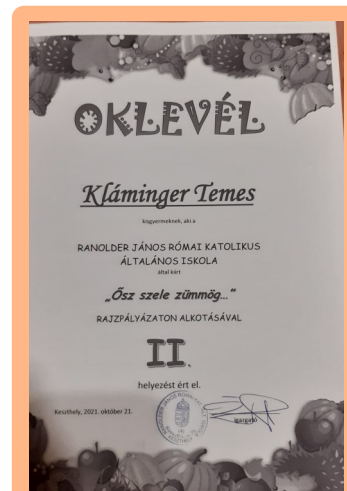 OKLEVÉL
Kláminger Temes
kisgyermeknek, aki a
RANOLDER JÁNOS RÓMAI KATOLIKUS
ÁLTALÁNOS ISKOLA
által kiírt
„Ősz szele zümmög..."
RAJZPÁLYÁZATON ALKOTÁSÁVAL
II.
helyezést ért el.
Keszthely, 2021. október 21.
igazgató